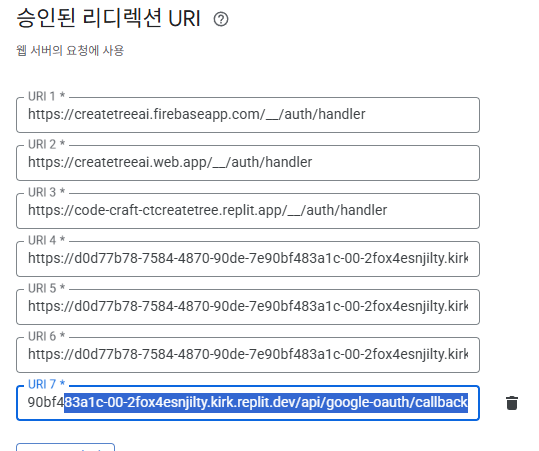 승인된 리디렉션 URI
웹 서버의 요청에 사용
URI 1 *
https://createtreeai.firebaseapp.com/__/auth/handler
URI 2 *
https://createtreeai.web.app/__/auth/handler
URI 3 *
https://code-craft-ctcreatetree.replit.app/__/auth/handler
URI 4 *
https://d0d77b78-7584-4870-90de-7e90bf483a1c-00-2fox4esnjilty.kirk
URI 5 *
https://d0d77b78-7584-4870-90de-7e90bf483a1c-00-2fox4esnjilty.kirk
URI 6 *
https://d0d77b78-7584-4870-90de-7e90bf483a1c-00-2fox4esnjilty.kirk
URI 7 *
90bf483a1c-00-2fox4esnjilty.kirk.replit.dev/api/google-oauth/callback